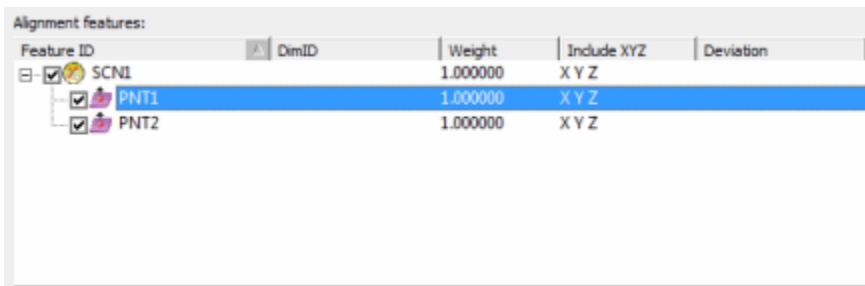 Alignment features:
Feature ID DimID Weight Include XYZ Deviation
SCN1 1.000000 X Y Z
PNT1 1.000000 X Y Z
PNT2 1.000000 X Y Z